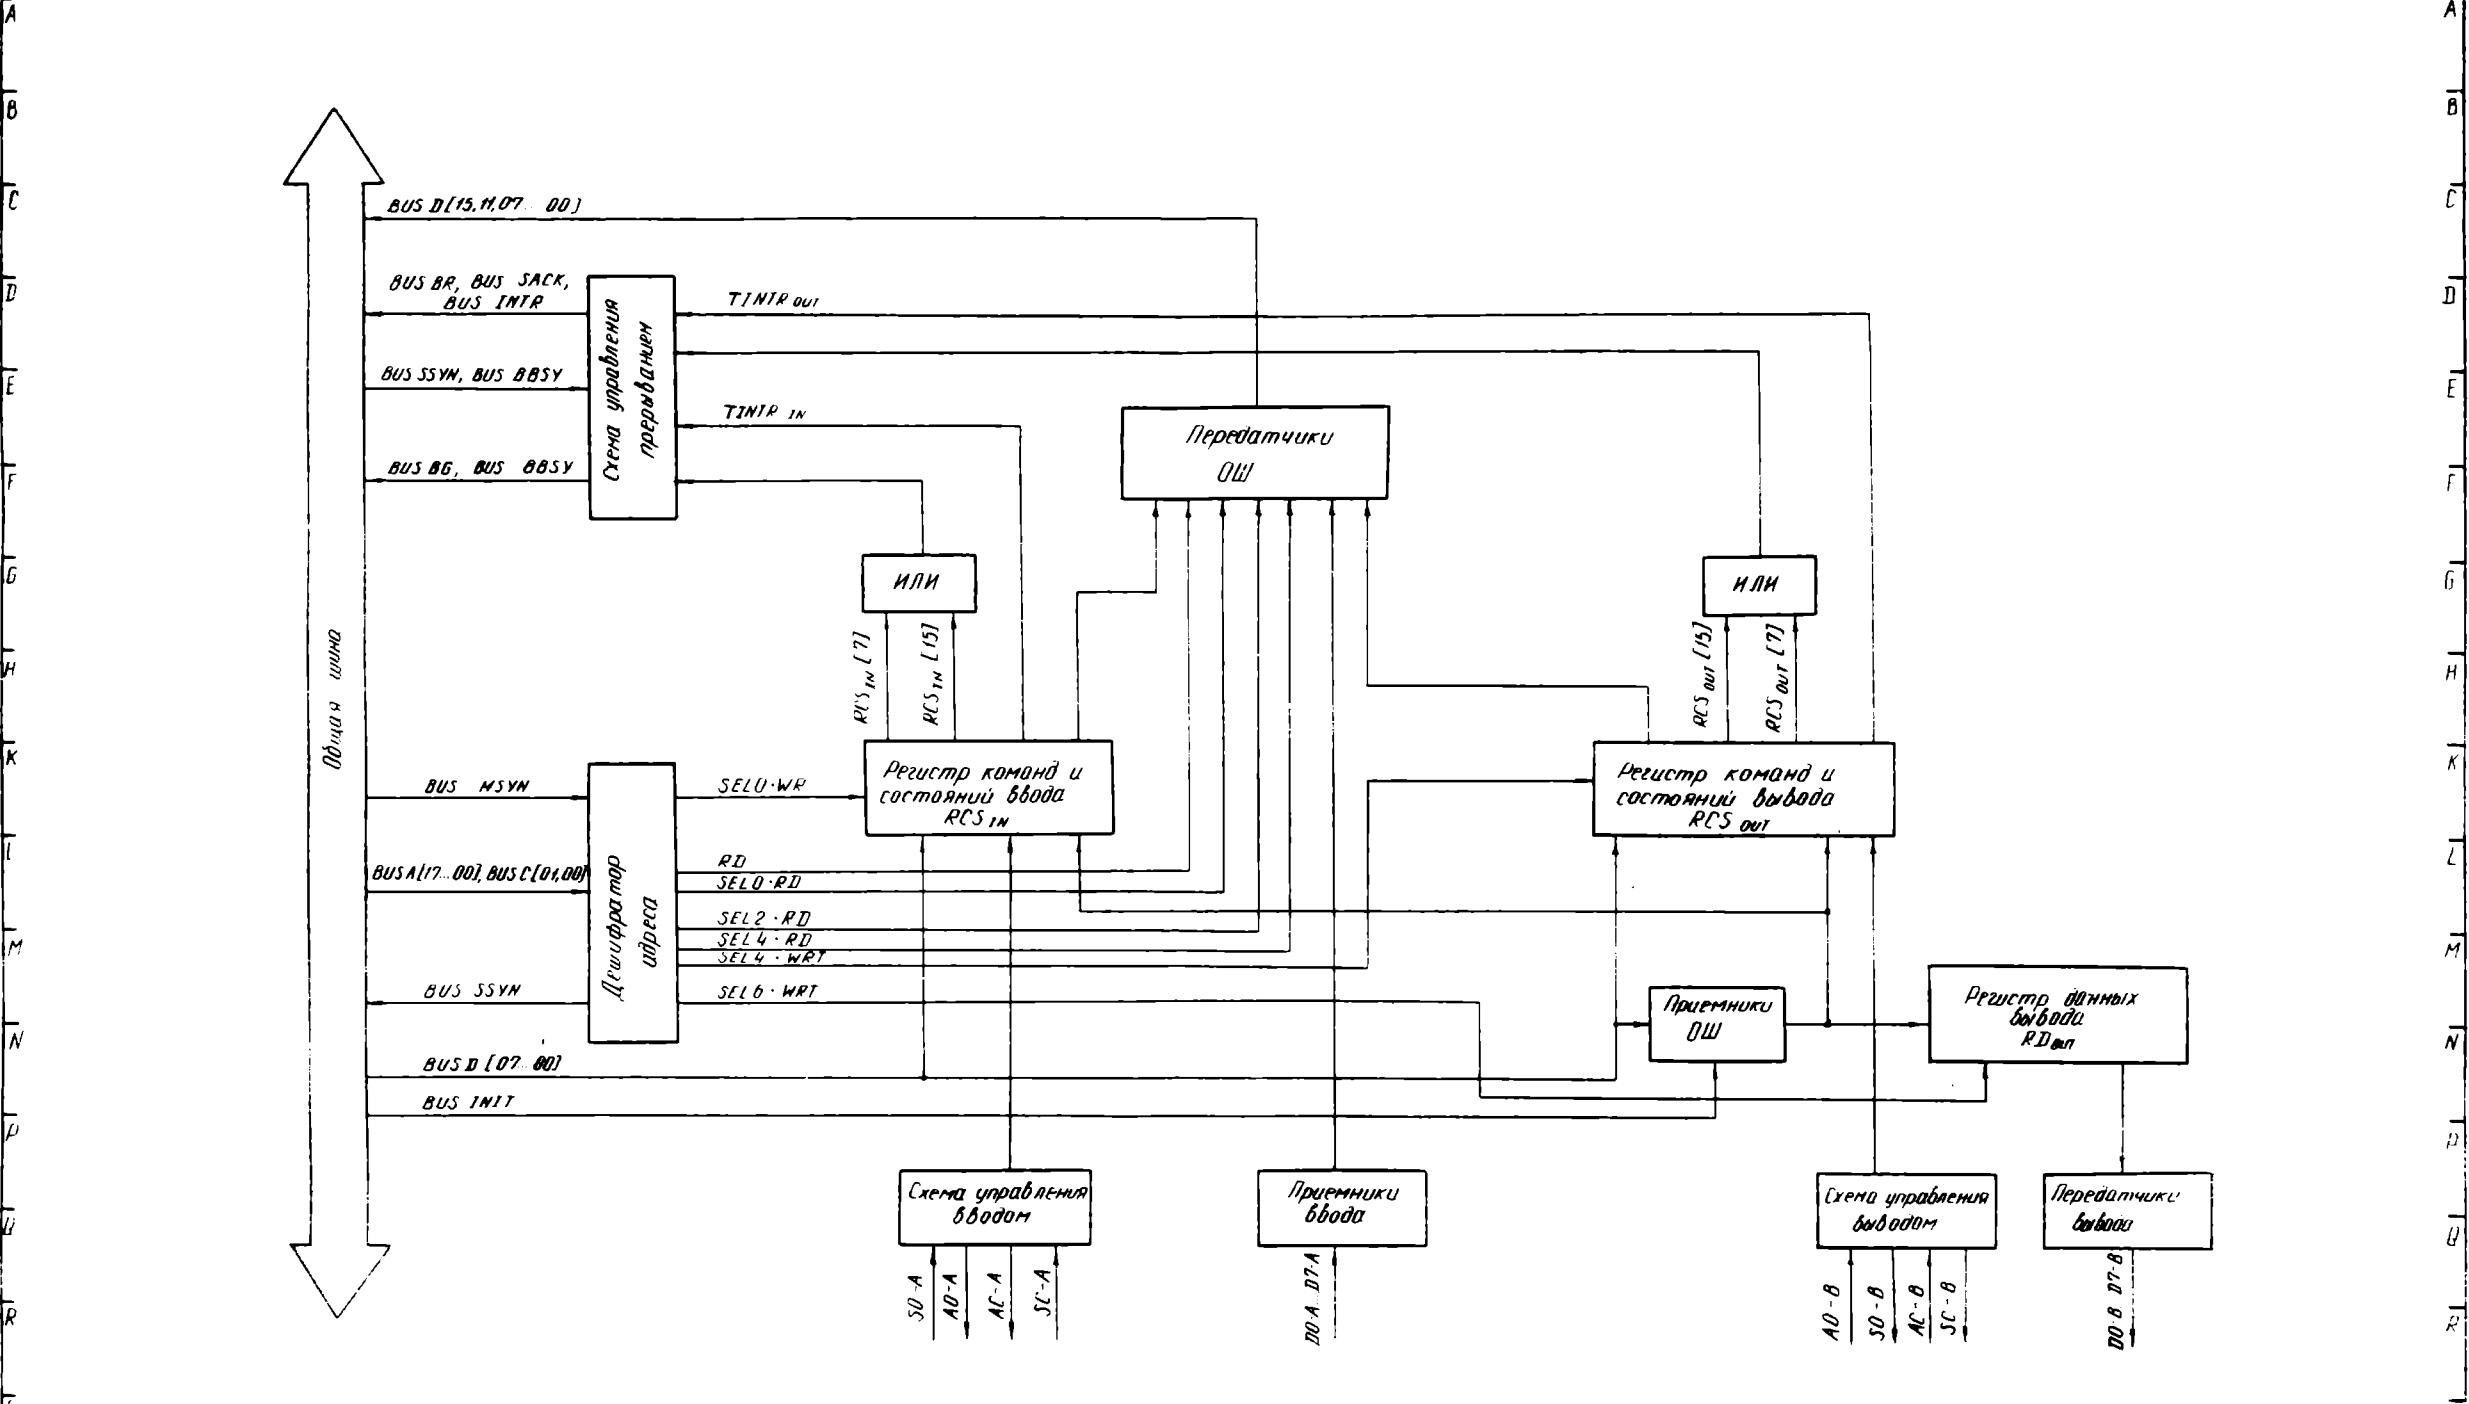 A
A
B
B
C
C
BUS D [15, 11, 07...00]
D
D
BUS BR, BUS SACK,
BUS INTR
Схема управления
прерыванием
TINTR OUT
E
E
BUS SSYN, BUS BBSY
TINTR IN
Передатчики
ОШ
F
F
BUS BG, BUS BBSY
G
G
ИЛИ
ИЛИ
H
H
Общая шина
RCS IN [7]
RCS IN [15]
RCS OUT [15]
RCS OUT [7]
K
K
BUS MSYN
Дешифратор
адреса
SEL0·WR
Регистр команд и
состояний ввода
RCS IN
Регистр команд и
состояний вывода
RCS OUT
L
L
BUS A[17...00], BUS C[01,00]
RD
SEL0·RD
SEL2·RD
M
M
SEL4·RD
SEL4·WRT
BUS SSYN
SEL6·WRT
Приемники
ОШ
Регистр данных
вывода
RD OUT
N
N
BUS D [07...00]
BUS INIT
P
P
Схема управления
вводом
Приемники
ввода
Схема управления
выводом
Передатчики
вывода
Q
Q
SO-A
AO-A
AC-A
SC-A
D0-A...D7-A
AO-B
SO-B
AC-B
SC-B
D0-B...D7-B
R
R